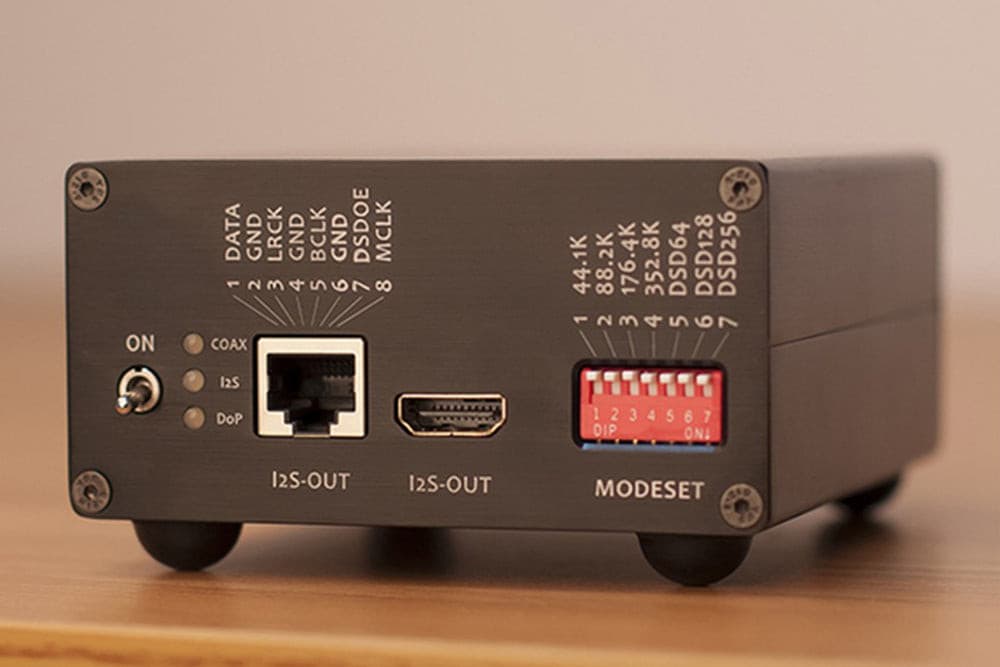 1 DATA
2 GND
3 LRCK
4 GND
5 BCLK
6 GND
7 DSDOE
8 MCLK
ON
COAX
I2S
DoP
I2S-OUT
I2S-OUT
1 44.1K
2 88.2K
3 176.4K
4 352.8K
5 DSD64
6 DSD128
7 DSD256
1 2 3 4 5 6 7
DIP ON↓
MODESET